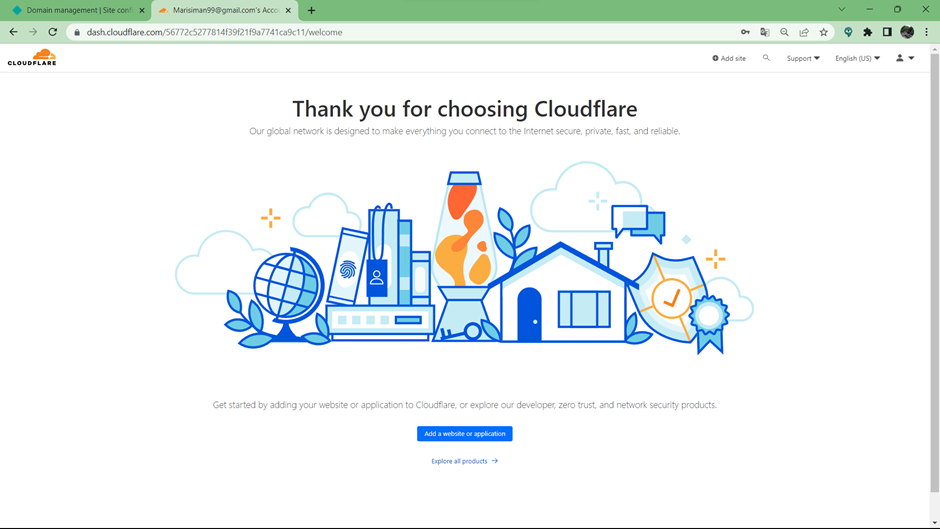 Domain management | Site conf
Marisiman99@gmail.com's Acco
dash.cloudflare.com/56772c5277814f39f21f9a7741ca9c11/welcome
CLOUDFLARE
Add site
Support
English (US)
Thank you for choosing Cloudflare
Our global network is designed to make everything you connect to the Internet secure, private, fast, and reliable.
Get started by adding your website or application to Cloudflare, or explore our developer, zero trust, and network security products.
Add a website or application
Explore all products →